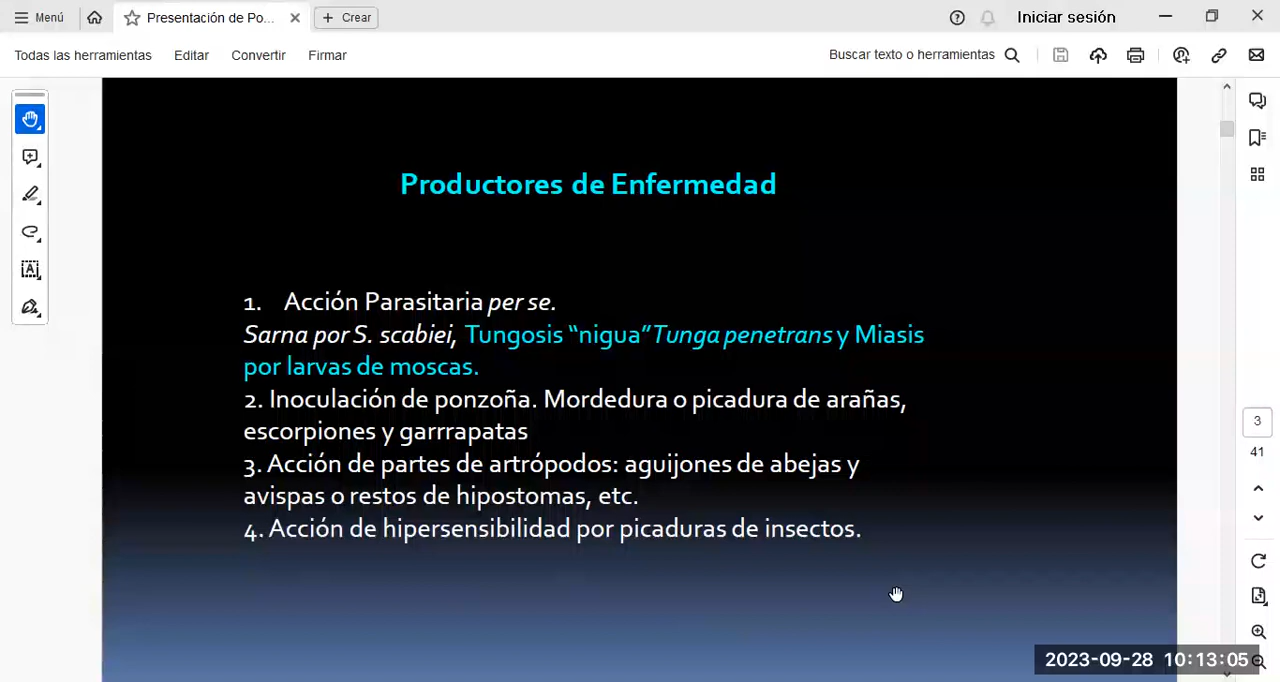 Menú
Presentación de Po...
Crear
Iniciar sesión
Todas las herramientas
Editar
Convertir
Firmar
Buscar texto o herramientas
Productores de Enfermedad
1. Acción Parasitaria per se.
Sarna por S. scabiei, Tungosis “nigua” Tunga penetrans y Miasis
por larvas de moscas.
2. Inoculación de ponzoña. Mordedura o picadura de arañas,
escorpiones y garrrapatas
3. Acción de partes de artrópodos: aguijones de abejas y
avispas o restos de hipostomas, etc.
4. Acción de hipersensibilidad por picaduras de insectos.
3
41
2023-09-28 10:13:05